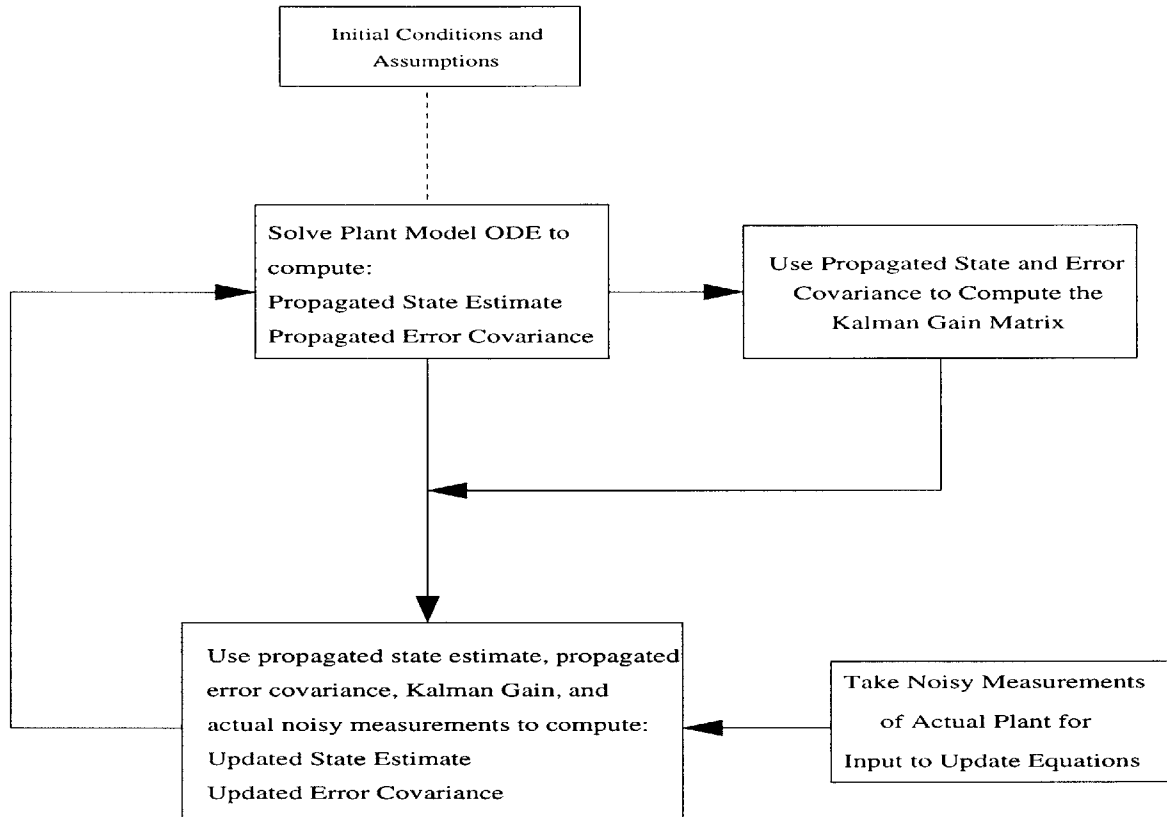 Initial Conditions and
Assumptions
Solve Plant Model ODE to
compute:
Propagated State Estimate
Propagated Error Covariance
Use Propagated State and Error
Covariance to Compute the
Kalman Gain Matrix
Use propagated state estimate, propagated
error covariance, Kalman Gain, and
actual noisy measurements to compute:
Updated State Estimate
Updated Error Covariance
Take Noisy Measurements
of Actual Plant for
Input to Update Equations